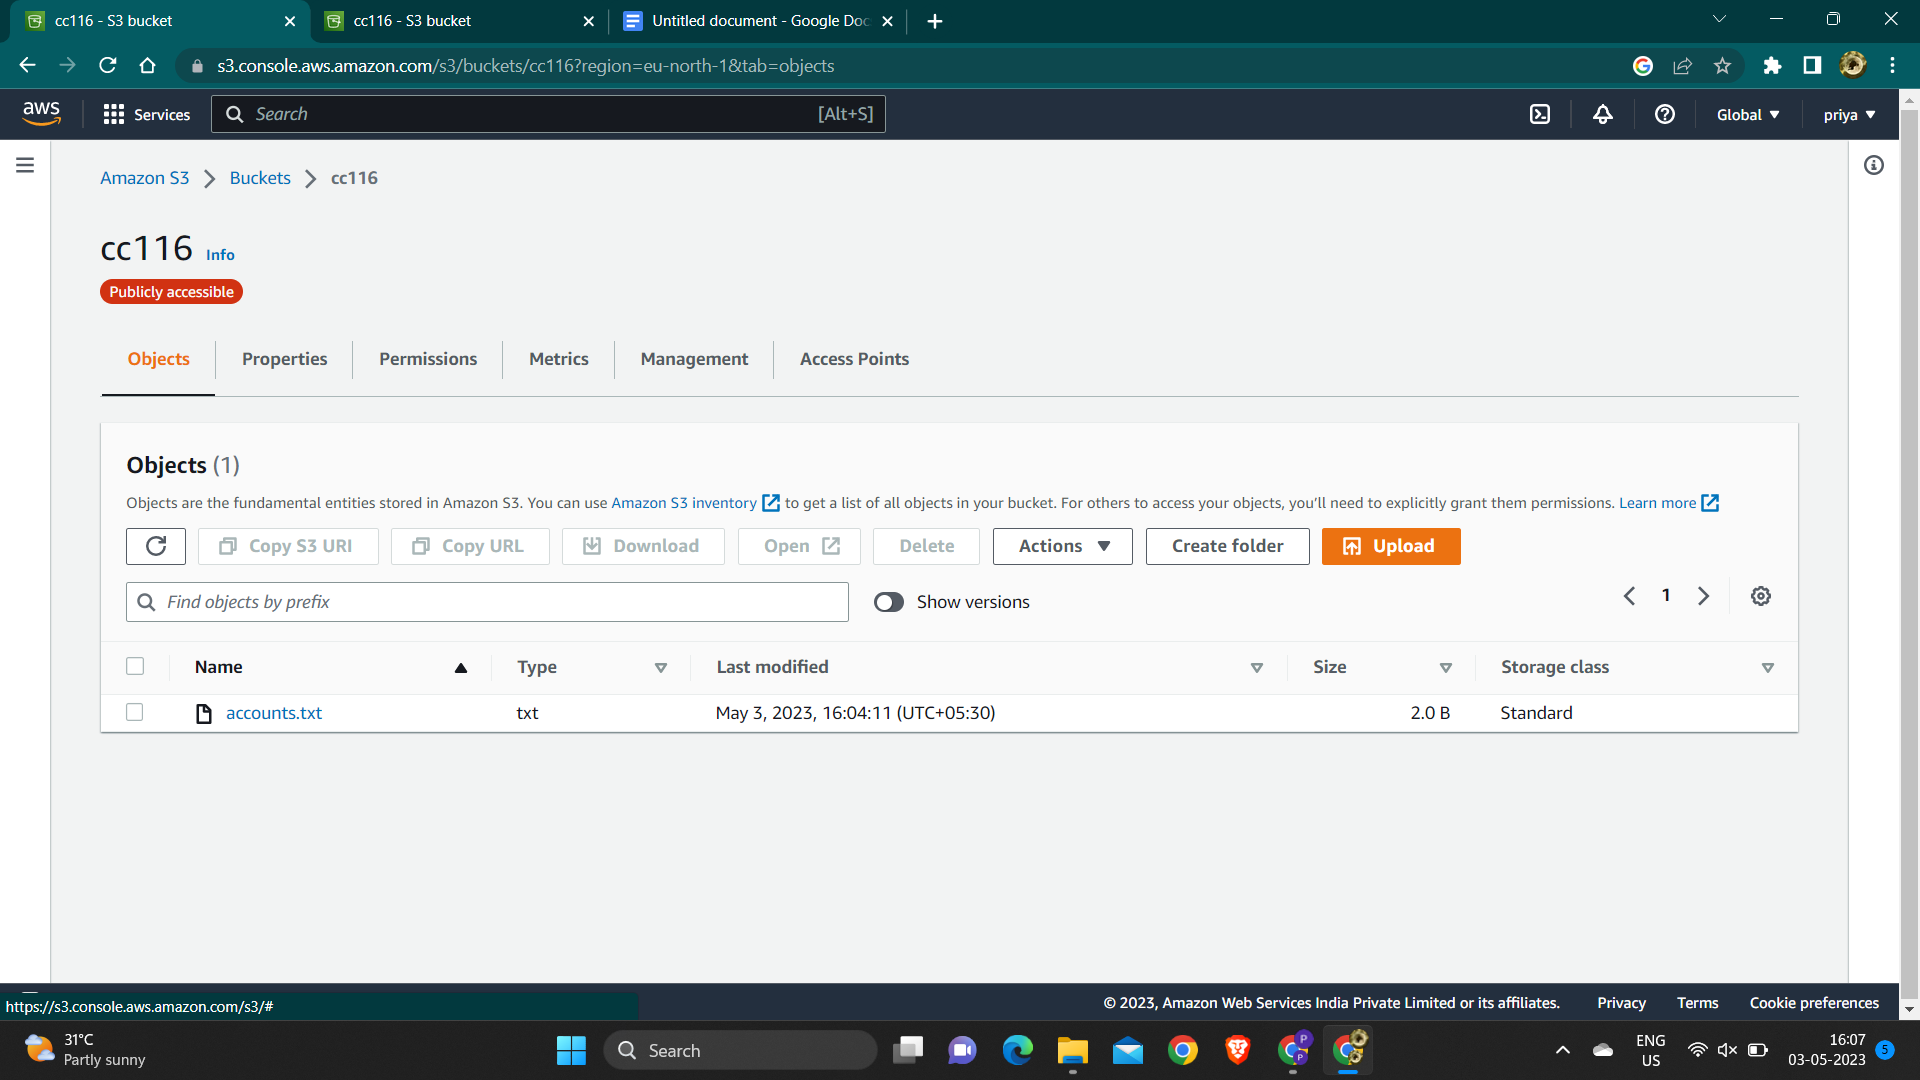 cc116 - S3 bucket
cc116 - S3 bucket
Untitled document - Google Doc
s3.console.aws.amazon.com/s3/buckets/cc116?region=eu-north-1&tab=objects
aws
Services
Search
[Alt+S]
Global
priya
Amazon S3
Buckets
cc116
cc116 Info
Publicly accessible
Objects
Properties
Permissions
Metrics
Management
Access Points
Objects (1)
Objects are the fundamental entities stored in Amazon S3. You can use Amazon S3 inventory to get a list of all objects in your bucket. For others to access your objects, you'll need to explicitly grant them permissions. Learn more
Copy S3 URI
Copy URL
Download
Open
Delete
Actions
Create folder
Upload
Find objects by prefix
Show versions
1
Name
Type
Last modified
Size
Storage class
accounts.txt
txt
May 3, 2023, 16:04:11 (UTC+05:30)
2.0 B
Standard
https://s3.console.aws.amazon.com/s3/#
© 2023, Amazon Web Services India Private Limited or its affiliates.
Privacy
Terms
Cookie preferences
31°C
Partly sunny
Search
P
P
ENG
US
16:07
03-05-2023
5